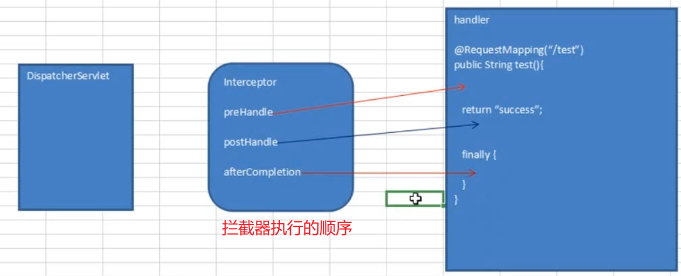 DispatcherServlet
Interceptor
preHandle
postHandle
afterCompletion
拦截器执行的顺序
handler
@RequestMapping(“/test”)
public String test(){
return “success”;
finally {
}
}